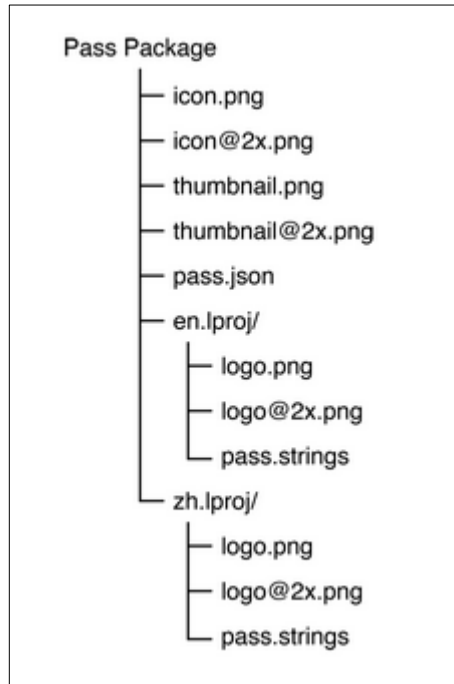 Pass Package
icon.png
icon@2x.png
thumbnail.png
thumbnail@2x.png
pass.json
en.lproj/
logo.png
logo@2x.png
pass.strings
zh.lproj/
logo.png
logo@2x.png
pass.strings